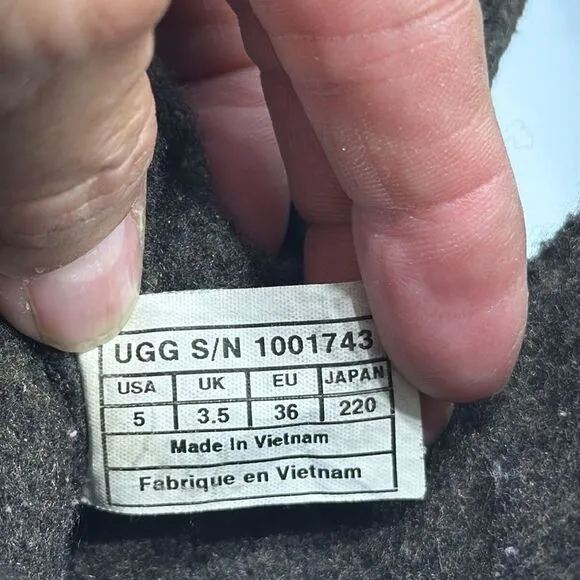 UGG S/N 1001743
USA UK EU JAPAN
5 3.5 36 220
Made In Vietnam
Fabrique en Vietnam